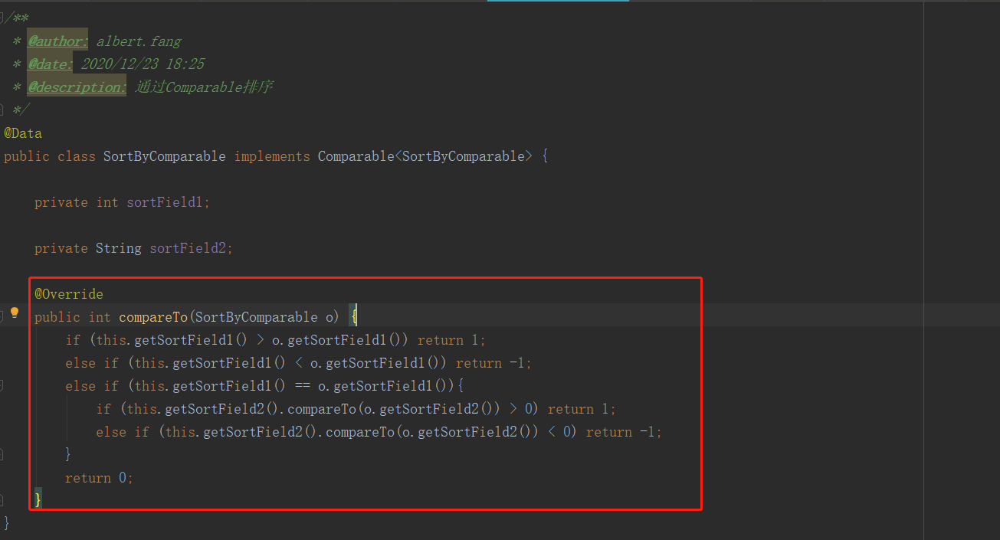 /**
 * @author: albert.fang
 * @date: 2020/12/23 18:25
 * @description: 通过Comparable排序
 */
@Data
public class SortByComparable implements Comparable<SortByComparable> {
    private int sortField1;
    private String sortField2;
    @Override
    public int compareTo(SortByComparable o) {
        if (this.getSortField1() > o.getSortField1()) return 1;
        else if (this.getSortField1() < o.getSortField1()) return -1;
        else if (this.getSortField1() == o.getSortField1()){
            if (this.getSortField2().compareTo(o.getSortField2()) > 0) return 1;
            else if (this.getSortField2().compareTo(o.getSortField2()) < 0) return -1;
        }
        return 0;
    }
}